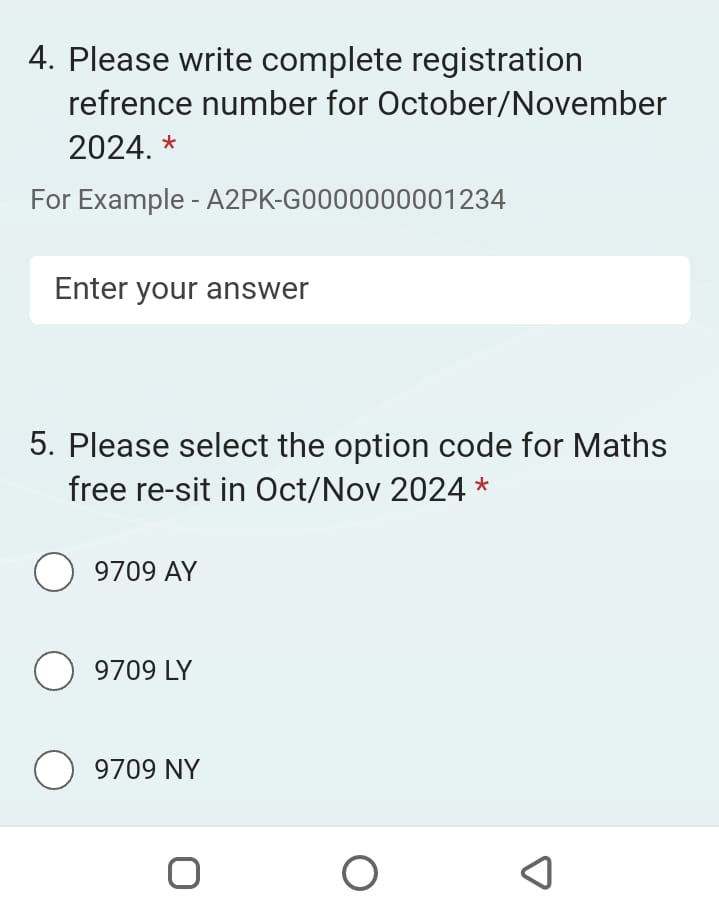 4. Please write complete registration
refrence number for October/November
2024. *
For Example - A2PK-G0000000001234
Enter your answer
5. Please select the option code for Maths
free re-sit in Oct/Nov 2024 *
9709 AY
9709 LY
9709 NY